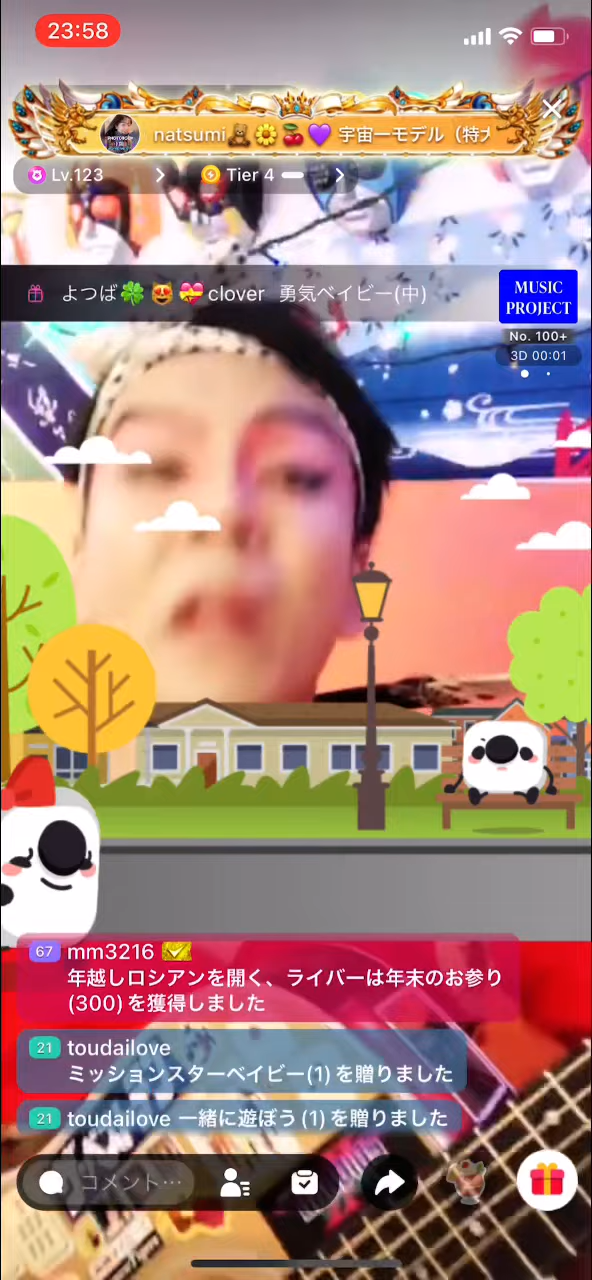 23:58
natsumi🧸🌼🍒💜 宇宙一モデル（特大
Lv.123
Tier 4
よつば🍀😻💝clover 勇気ベイビー(中)
MUSIC
PROJECT
No. 100+
3D 00:01
67 mm3216
年越しロシアンを開く、ライバーは年末のお参り
(300) を獲得しました
21 toudailove
ミッションスターベイビー(1) を贈りました
21 toudailove 一緒に遊ぼう (1) を贈りました
コメント…